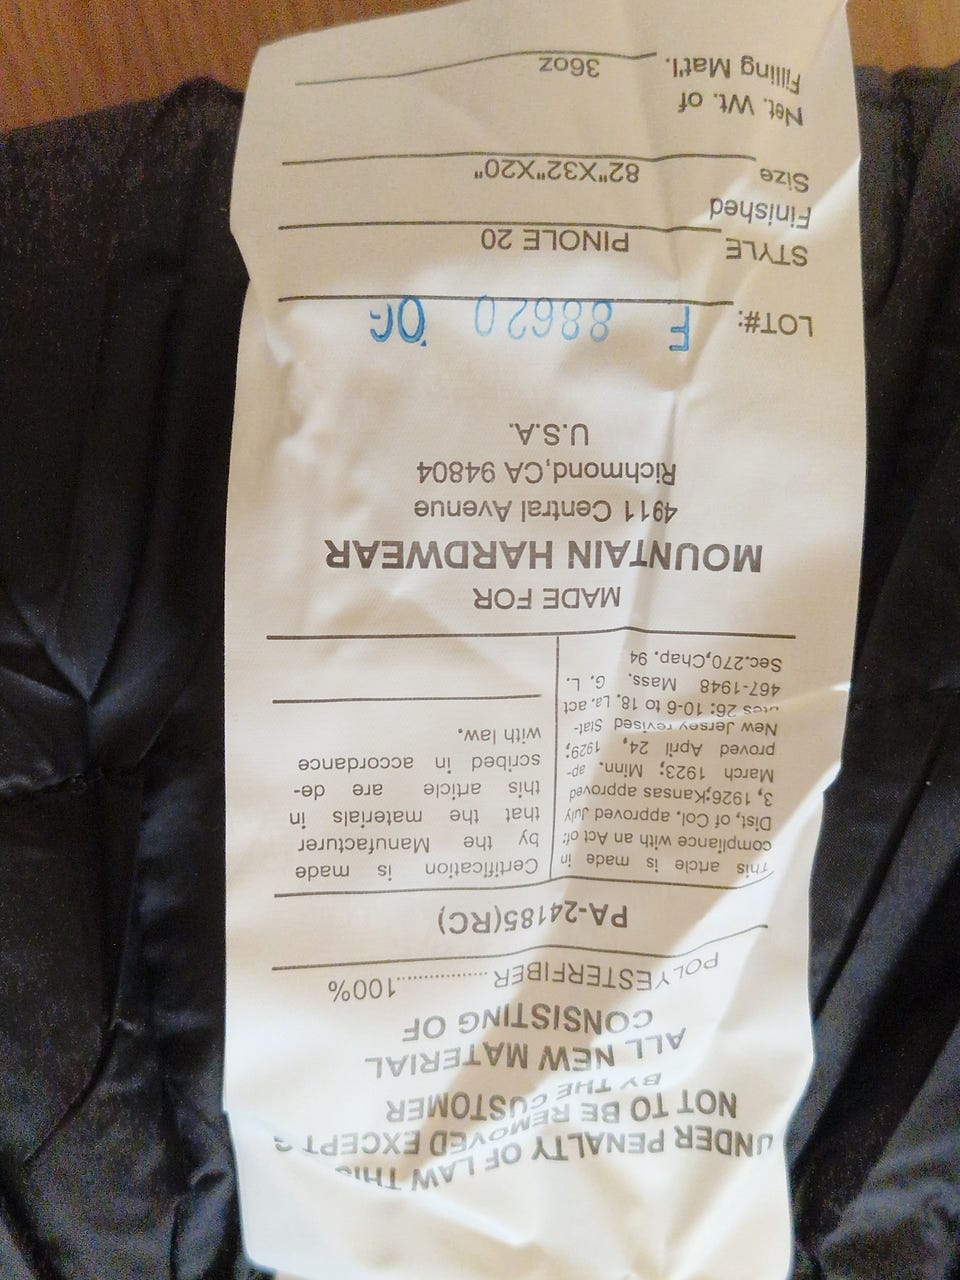 UNDER PENALTY OF LAW THIS
REMOVED EXCEPT
NOT TO BE
BY THE CUSTOMER
ALL NEW MATERIAL
CONSISTING OF
POLYESTERFIBER..................100%
PA-24185(RC)
This artcle is made in
compliance with an Act of:
Dist, of Col. approved July
3, 1926;Kansas approved
March 1923; Minn. ap-
proved April 24, 1929;
New Jersey revised Stat-
utes 26: 10-6 to 18, La. act
467-1948 Mass. G. L.
Sec.270,Chap. 94
Certification is made
by the Manufacturer
that the materials in
this article are de-
scribed in accordance
with law.
MADE FOR
MOUNTAIN HARDWEAR
4911 Central Avenue
Richmond,CA 94804
U.S.A.
LOT#: F 88620
STYLE PINOLE 20
Finished
Size 82"X32"X20"
Net. Wt. of
Filling Mat'l. 36oz